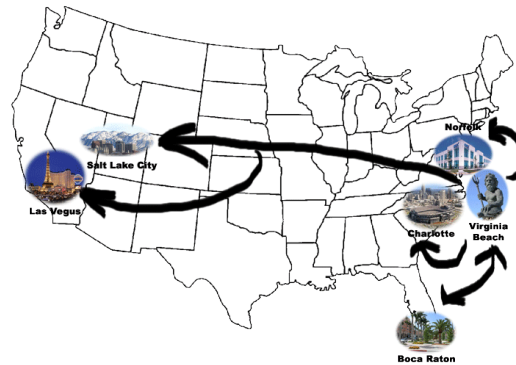 Norfolk
Salt Lake City
Las Vegus
Charlotte
Virginia
Beach
Boca Raton